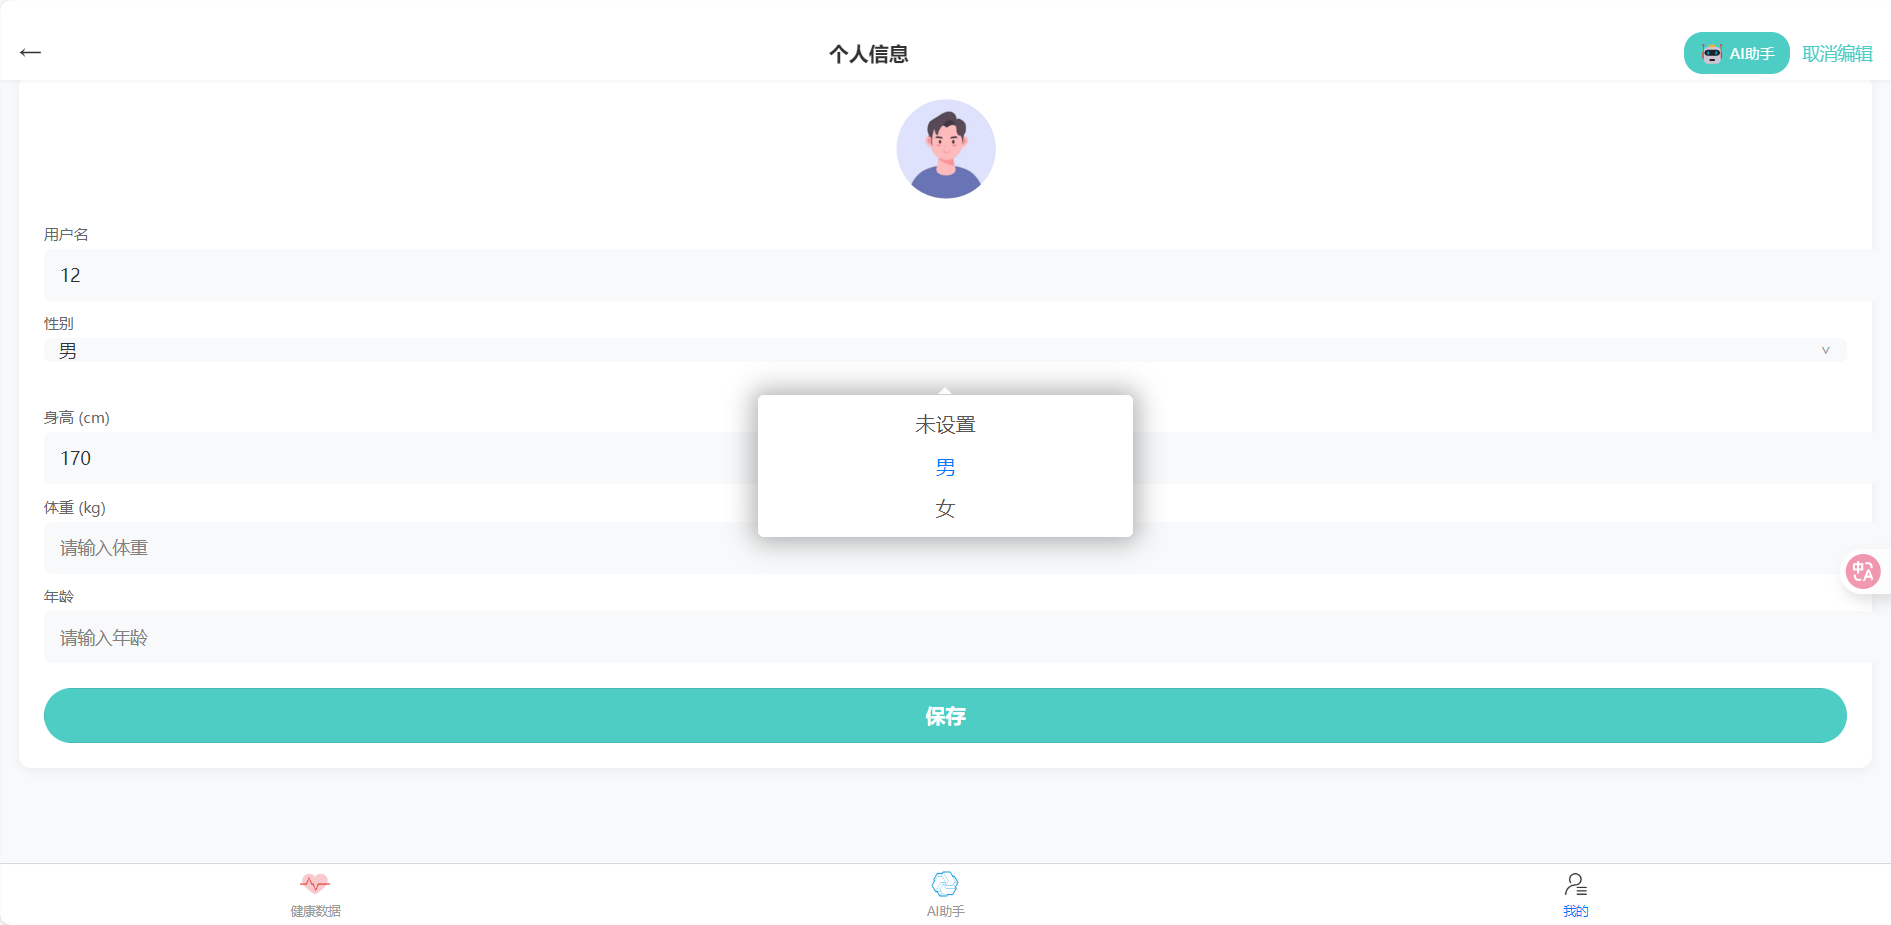 个人信息
AI助手
取消编辑
用户名
12
性别
男
未设置
男
女
身高 (cm)
170
体重 (kg)
请输入体重
年龄
请输入年龄
保存
健康数据
AI助手
我的
中A